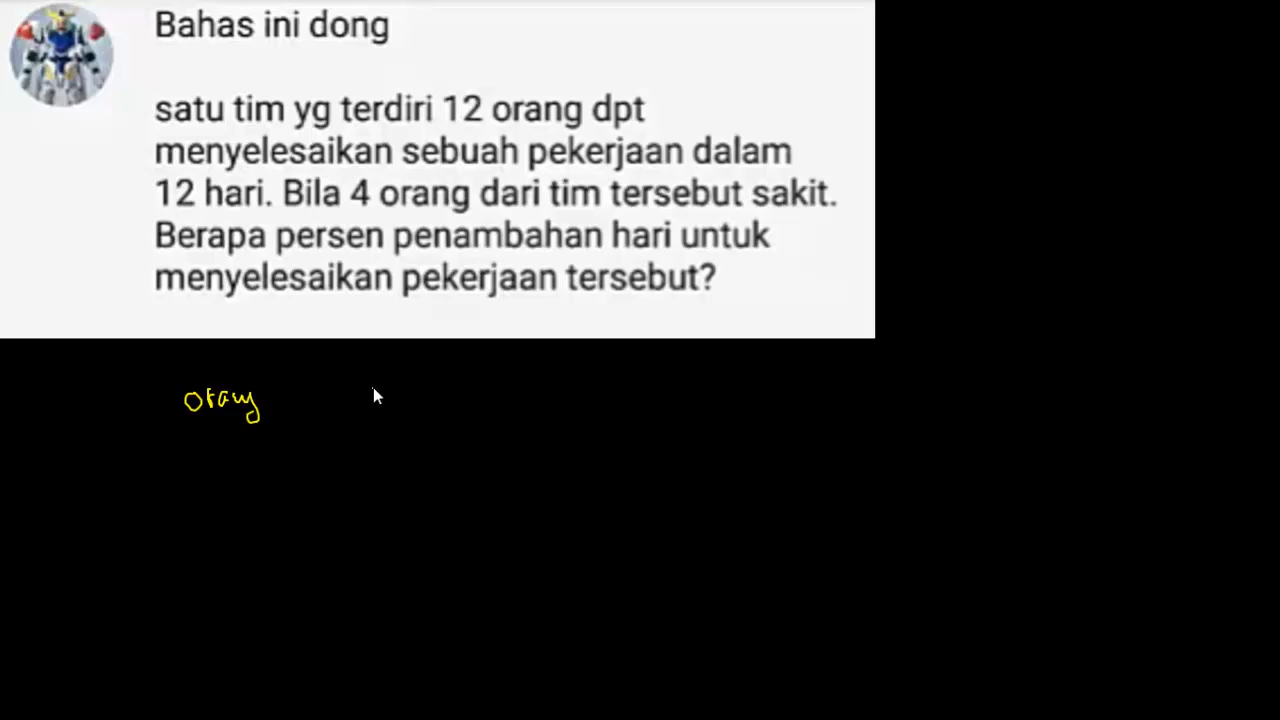 Bahas ini dong
satu tim yg terdiri 12 orang dpt
menyelesaikan sebuah pekerjaan dalam
12 hari. Bila 4 orang dari tim tersebut sakit.
Berapa persen penambahan hari untuk
menyelesaikan pekerjaan tersebut?
orang